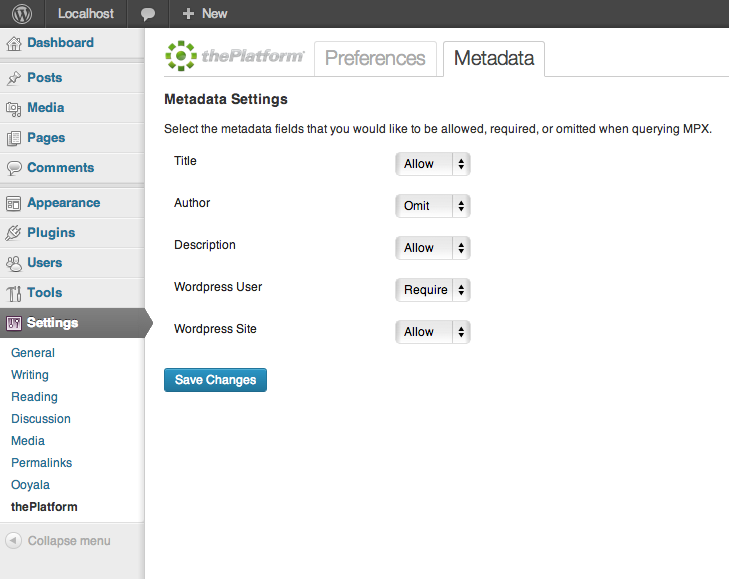 Localhost
New
Dashboard
Posts
Media
Pages
Comments
Appearance
Plugins
Users
Tools
Settings
General
Writing
Reading
Discussion
Media
Permalinks
Ooyala
thePlatform
Collapse menu
thePlatform Preferences Metadata
Metadata Settings
Select the metadata fields that you would like to be allowed, required, or omitted when querying MPX.
Title Allow
Author Omit
Description Allow
Wordpress User Require
Wordpress Site Allow
Save Changes